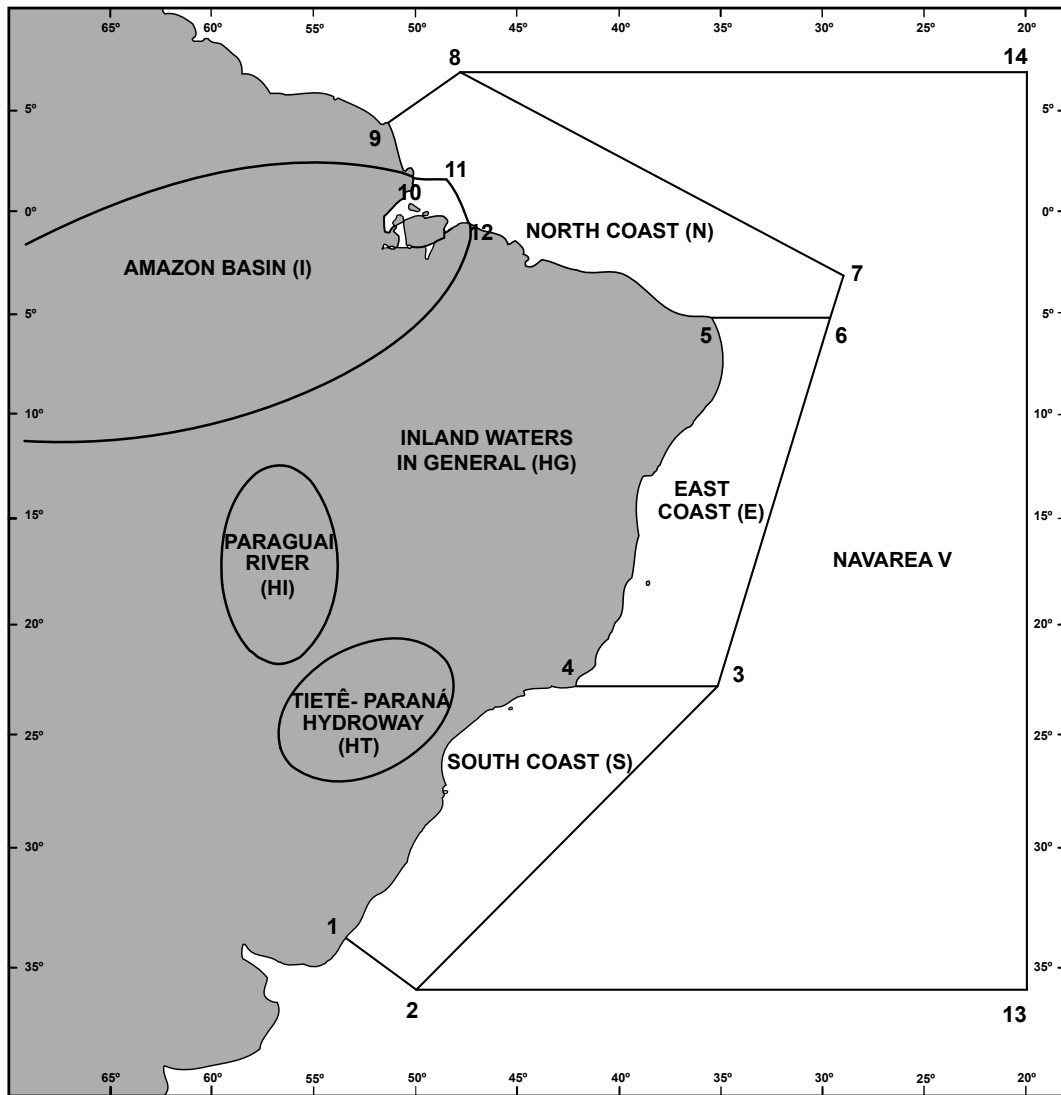 65º 60º 55º 50º 45º 40º 35º 30º 25º 20º
8
14
5º
5º
9
11
10
0º
0º
12
NORTH COAST (N)
AMAZON BASIN (I)
7
5º
5º
5
6
10º
10º
INLAND WATERS
IN GENERAL (HG)
EAST
COAST (E)
15º
15º
PARAGUAI
RIVER
(HI)
NAVAREA V
20º
20º
4
3
TIETÊ- PARANÁ
HYDROWAY
(HT)
25º
25º
SOUTH COAST (S)
30º
30º
1
35º
35º
2
13
65º 60º 55º 50º 45º 40º 35º 30º 25º 20º